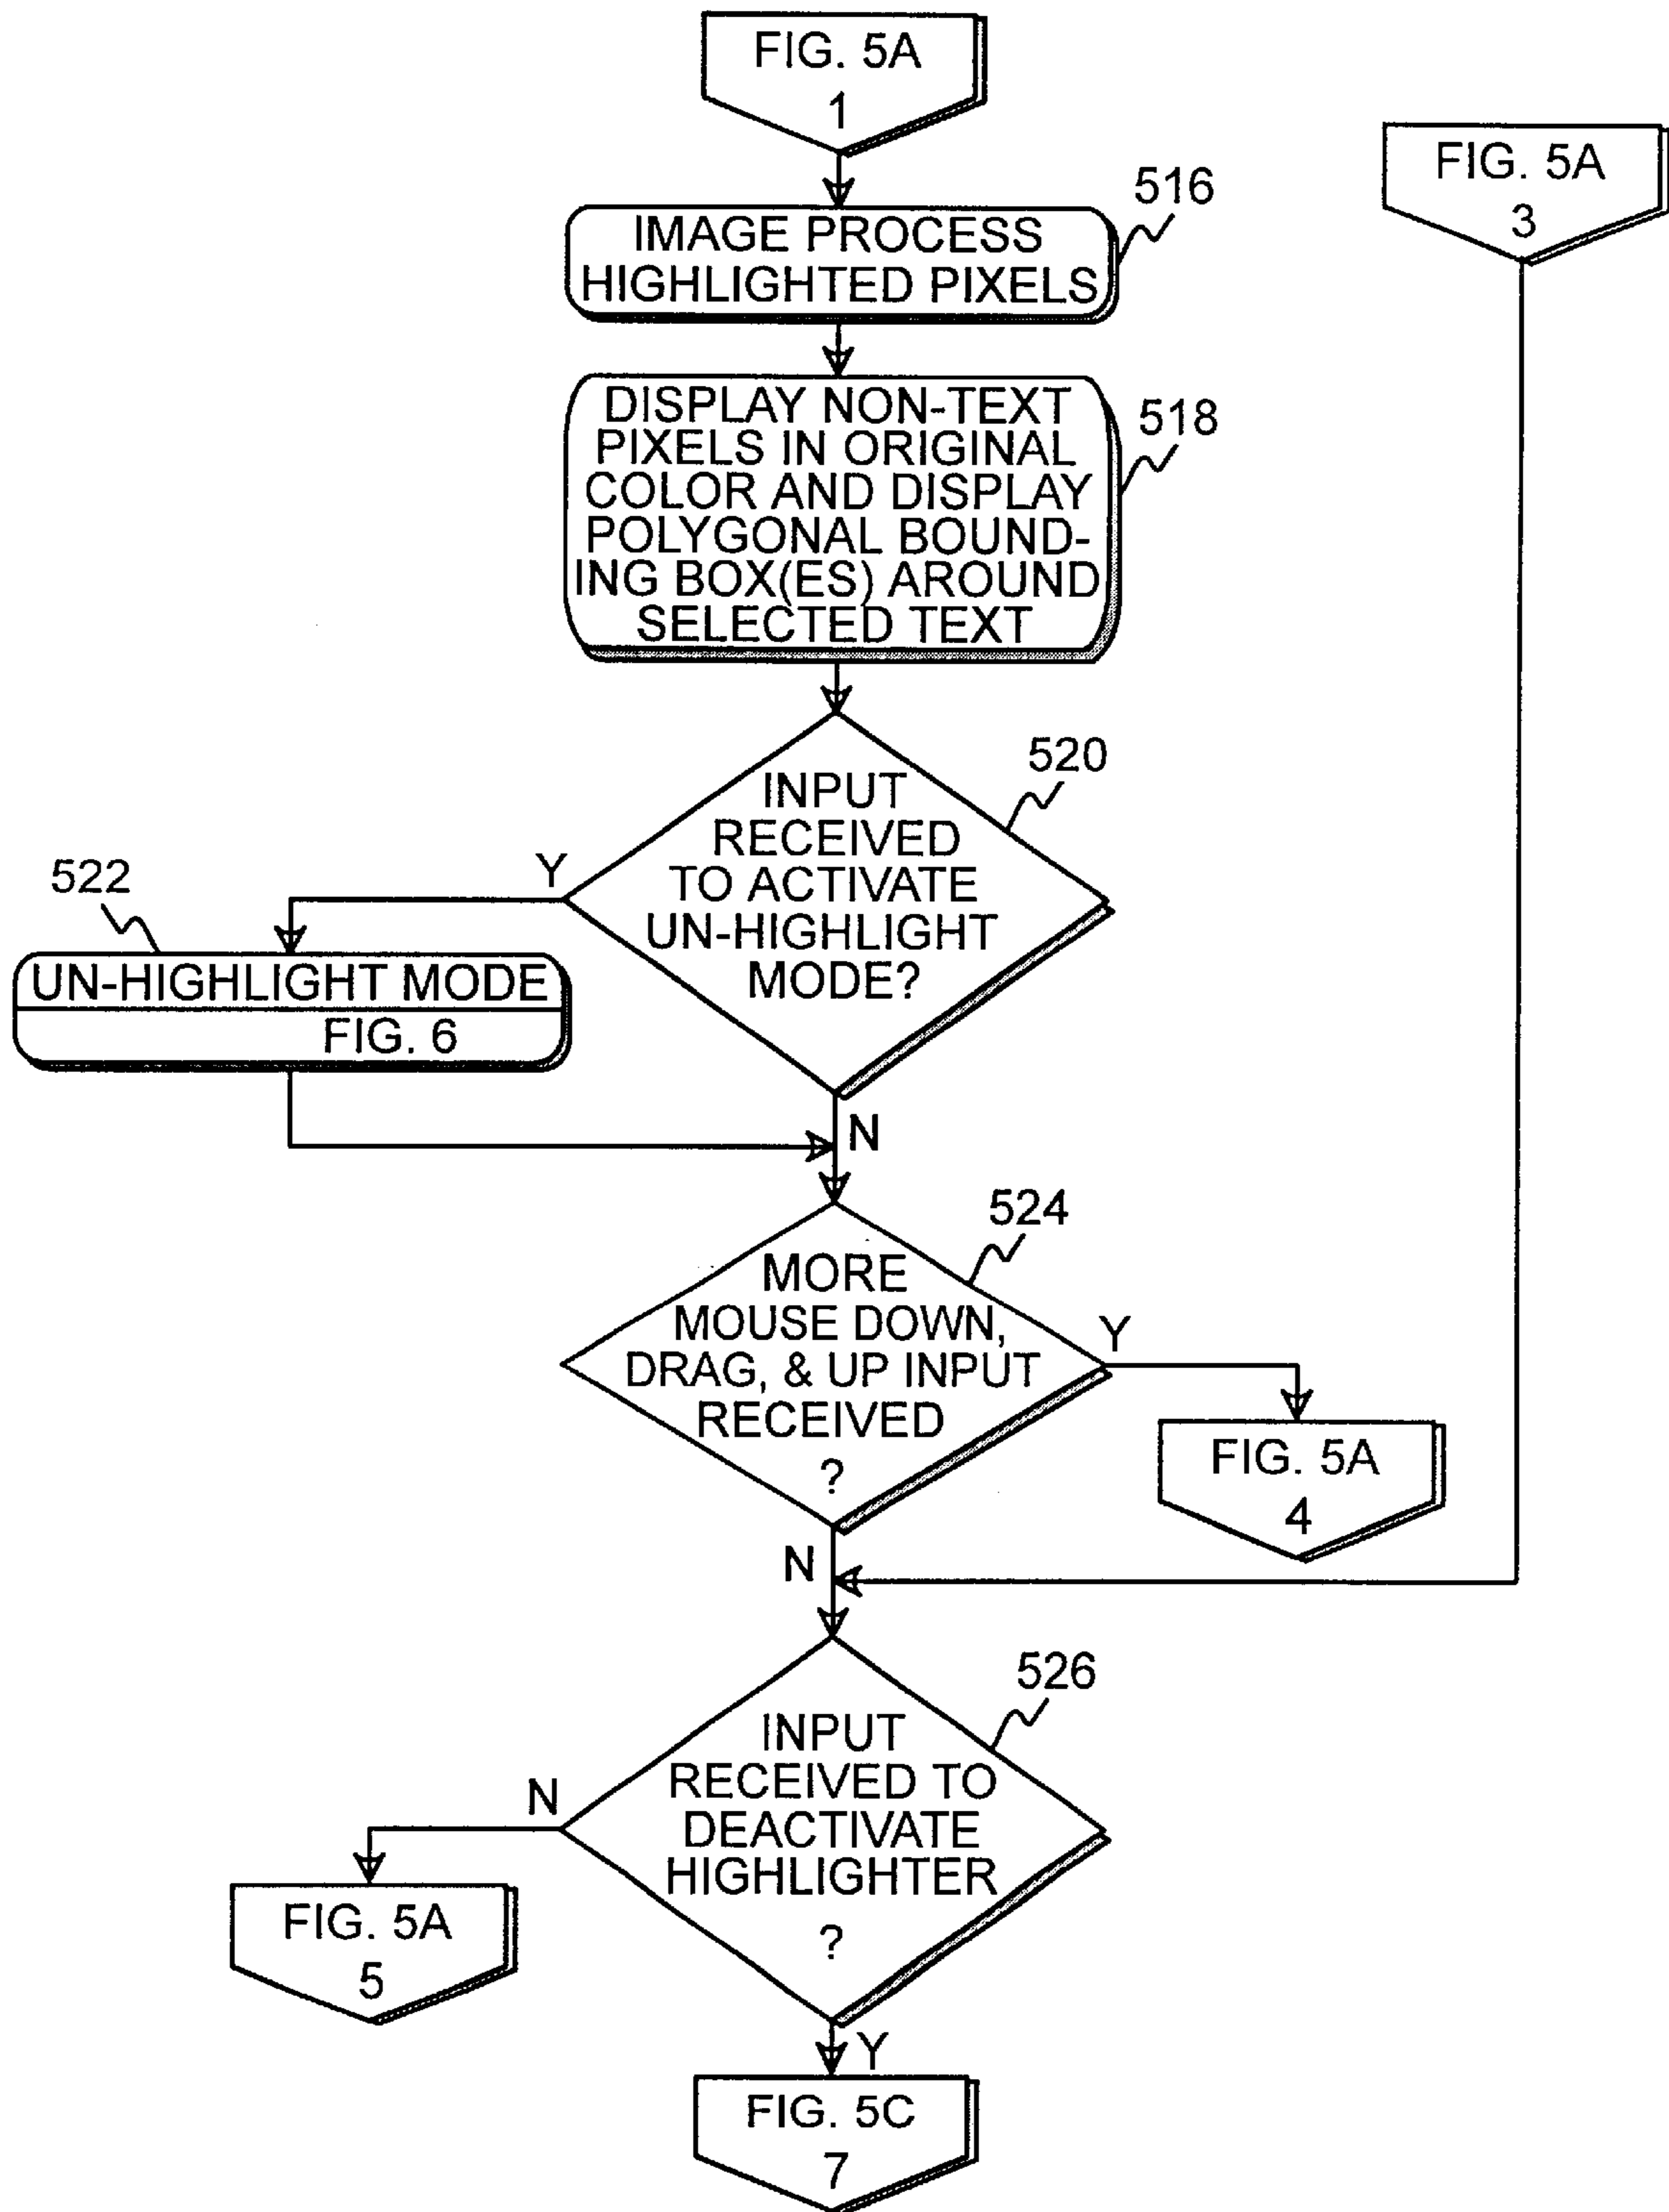 FIG. 5A
1
FIG. 5A
3
516
IMAGE PROCESS
HIGHLIGHTED PIXELS
518
DISPLAY NON-TEXT
PIXELS IN ORIGINAL
COLOR AND DISPLAY
POLYGONAL BOUND-
ING BOX(ES) AROUND
SELECTED TEXT
520
INPUT
RECEIVED
TO ACTIVATE
UN-HIGHLIGHT
MODE?
Y
522
UN-HIGHLIGHT MODE
FIG. 6
N
524
MORE
MOUSE DOWN,
DRAG, & UP INPUT
RECEIVED
?
Y
FIG. 5A
4
N
526
INPUT
RECEIVED TO
DEACTIVATE
HIGHLIGHTER
?
N
FIG. 5A
5
Y
FIG. 5C
7